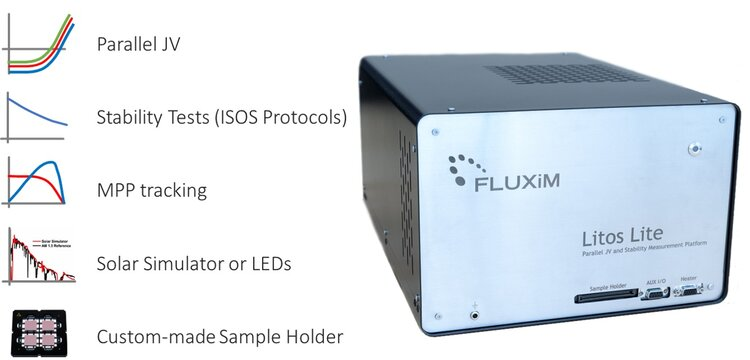 Parallel JV
Stability Tests (ISOS Protocols)
MPP tracking
Solar Simulator
AM 1.5 Reference
Solar Simulator or LEDs
Custom-made Sample Holder
FLUXiM
Litos Lite
Parallel JV and Stability Measurement Platform
Sample Holder
AUX I/O
Heater